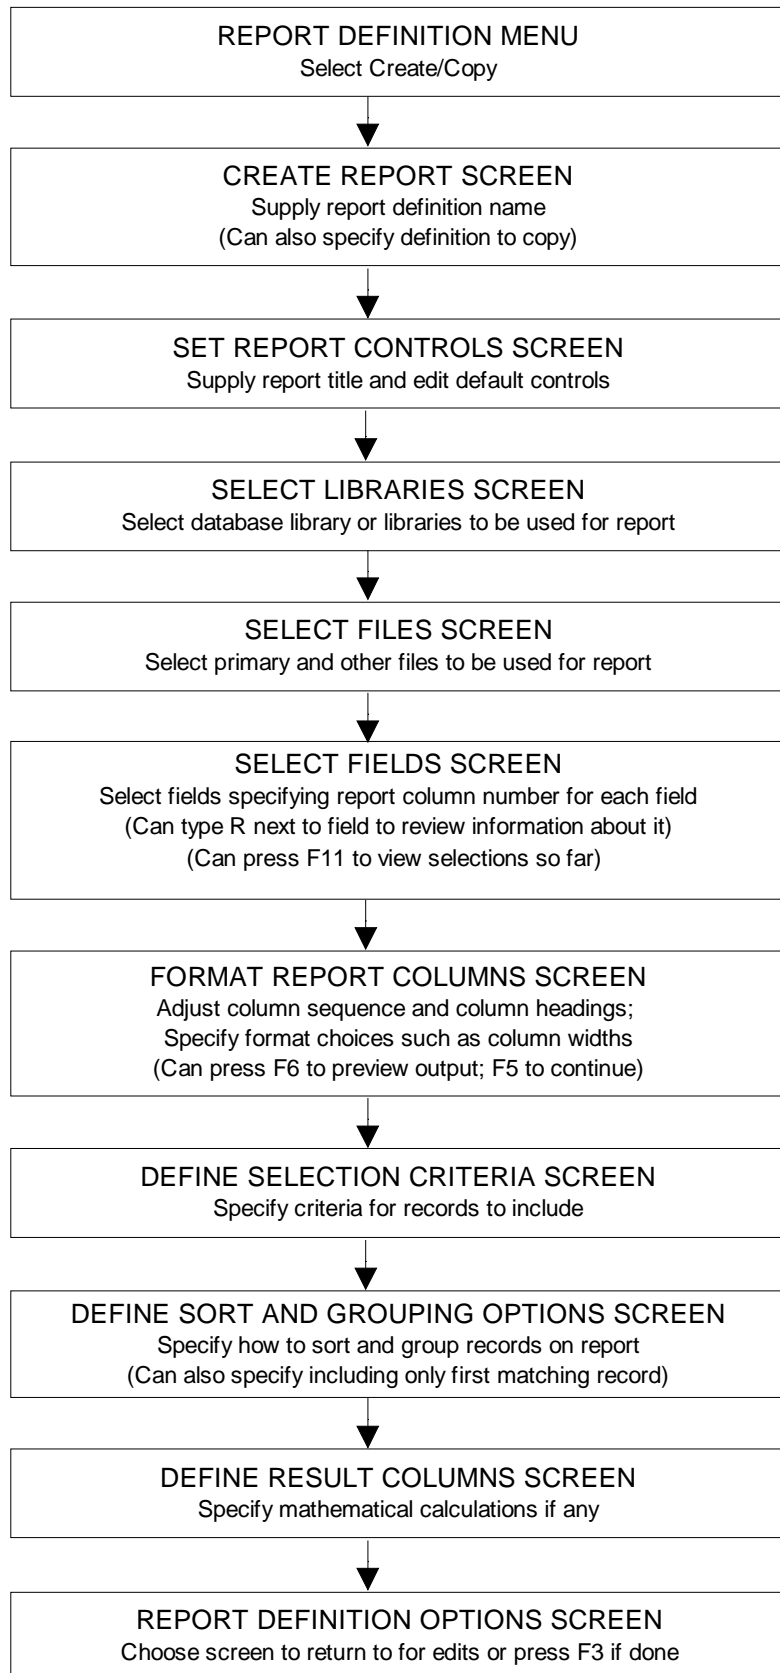 REPORT DEFINITION MENU
Select Create/Copy
CREATE REPORT SCREEN
Supply report definition name
(Can also specify definition to copy)
SET REPORT CONTROLS SCREEN
Supply report title and edit default controls
SELECT LIBRARIES SCREEN
Select database library or libraries to be used for report
SELECT FILES SCREEN
Select primary and other files to be used for report
SELECT FIELDS SCREEN
Select fields specifying report column number for each field
(Can type R next to field to review information about it)
(Can press F11 to view selections so far)
FORMAT REPORT COLUMNS SCREEN
Adjust column sequence and column headings;
Specify format choices such as column widths
(Can press F6 to preview output; F5 to continue)
DEFINE SELECTION CRITERIA SCREEN
Specify criteria for records to include
DEFINE SORT AND GROUPING OPTIONS SCREEN
Specify how to sort and group records on report
(Can also specify including only first matching record)
DEFINE RESULT COLUMNS SCREEN
Specify mathematical calculations if any
REPORT DEFINITION OPTIONS SCREEN
Choose screen to return to for edits or press F3 if done